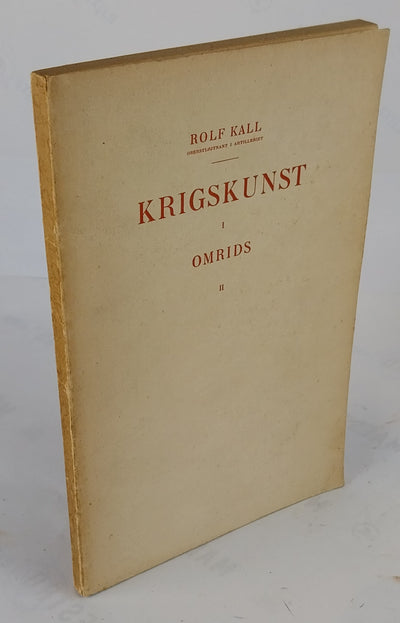 ROLF KALL
OBERSTLØJTNANT I ARTILLERIET
KRIGSKUNST
I
OMRIDS
II